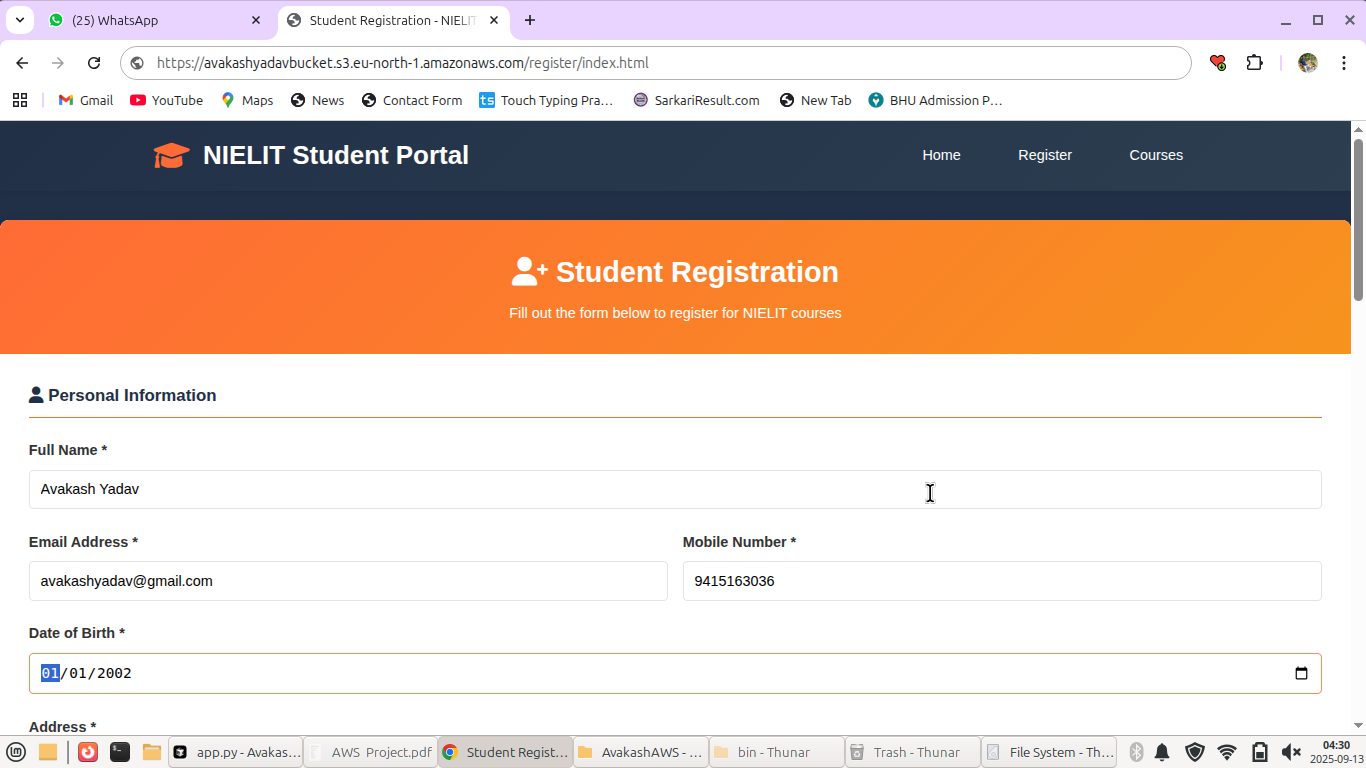 (25) WhatsApp
Student Registration - NIELIT
https://avakashyadavbucket.s3.eu-north-1.amazonaws.com/register/index.html
Gmail YouTube Maps News Contact Form ts Touch Typing Pra... SarkariResult.com New Tab BHU Admission P...
NIELIT Student Portal
Home Register Courses
Student Registration
Fill out the form below to register for NIELIT courses
Personal Information
Full Name *
Avakash Yadav
Email Address * Mobile Number *
avakashyadav@gmail.com 9415163036
Date of Birth *
01/01/2002
Address *
app.py - Avakas... AWS Project.pdf Student Regist... AvakashAWS - ... bin - Thunar Trash - Thunar File System - Th... 04:30
2025-09-13